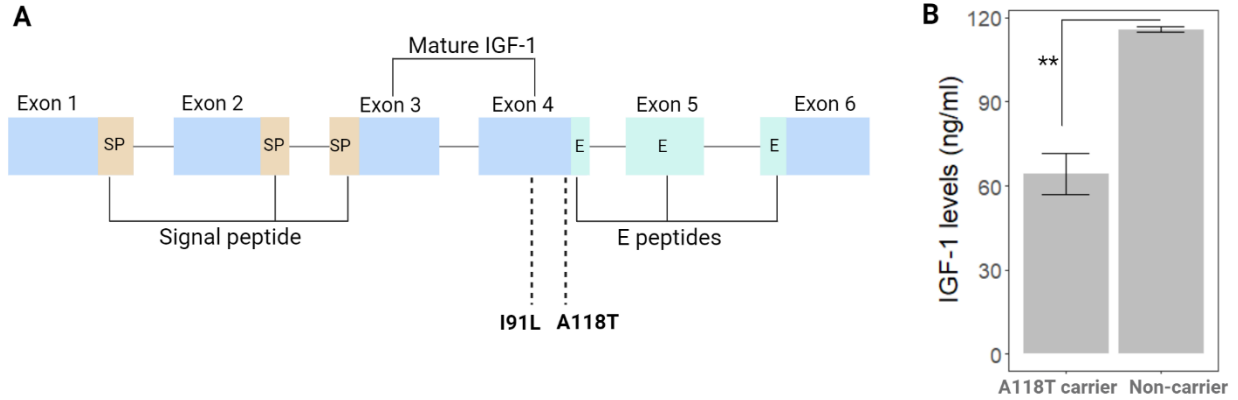 A
Mature IGF-1
Exon 1
Exon 2
Exon 3
Exon 4
Exon 5
Exon 6
SP
SP
SP
E
E
E
Signal peptide
E peptides
I91L
A118T
B
IGF-1 levels (ng/ml)
120
90
60
30
0
**
A118T carrier
Non-carrier